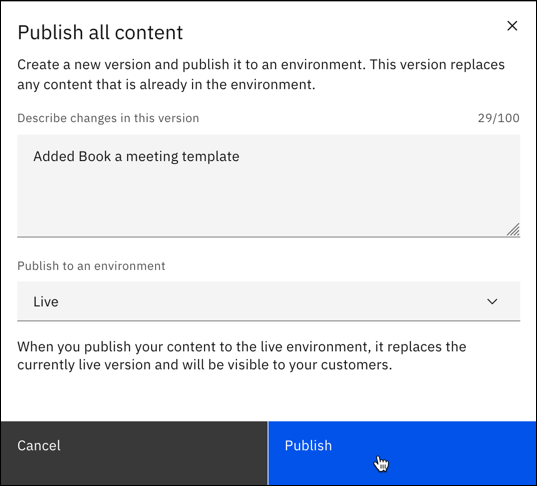 Publish all content
Create a new version and publish it to an environment. This version replaces
any content that is already in the environment.
Describe changes in this version 29/100
Added Book a meeting template
Publish to an environment
Live
When you publish your content to the live environment, it replaces the
currently live version and will be visible to your customers.
Cancel Publish